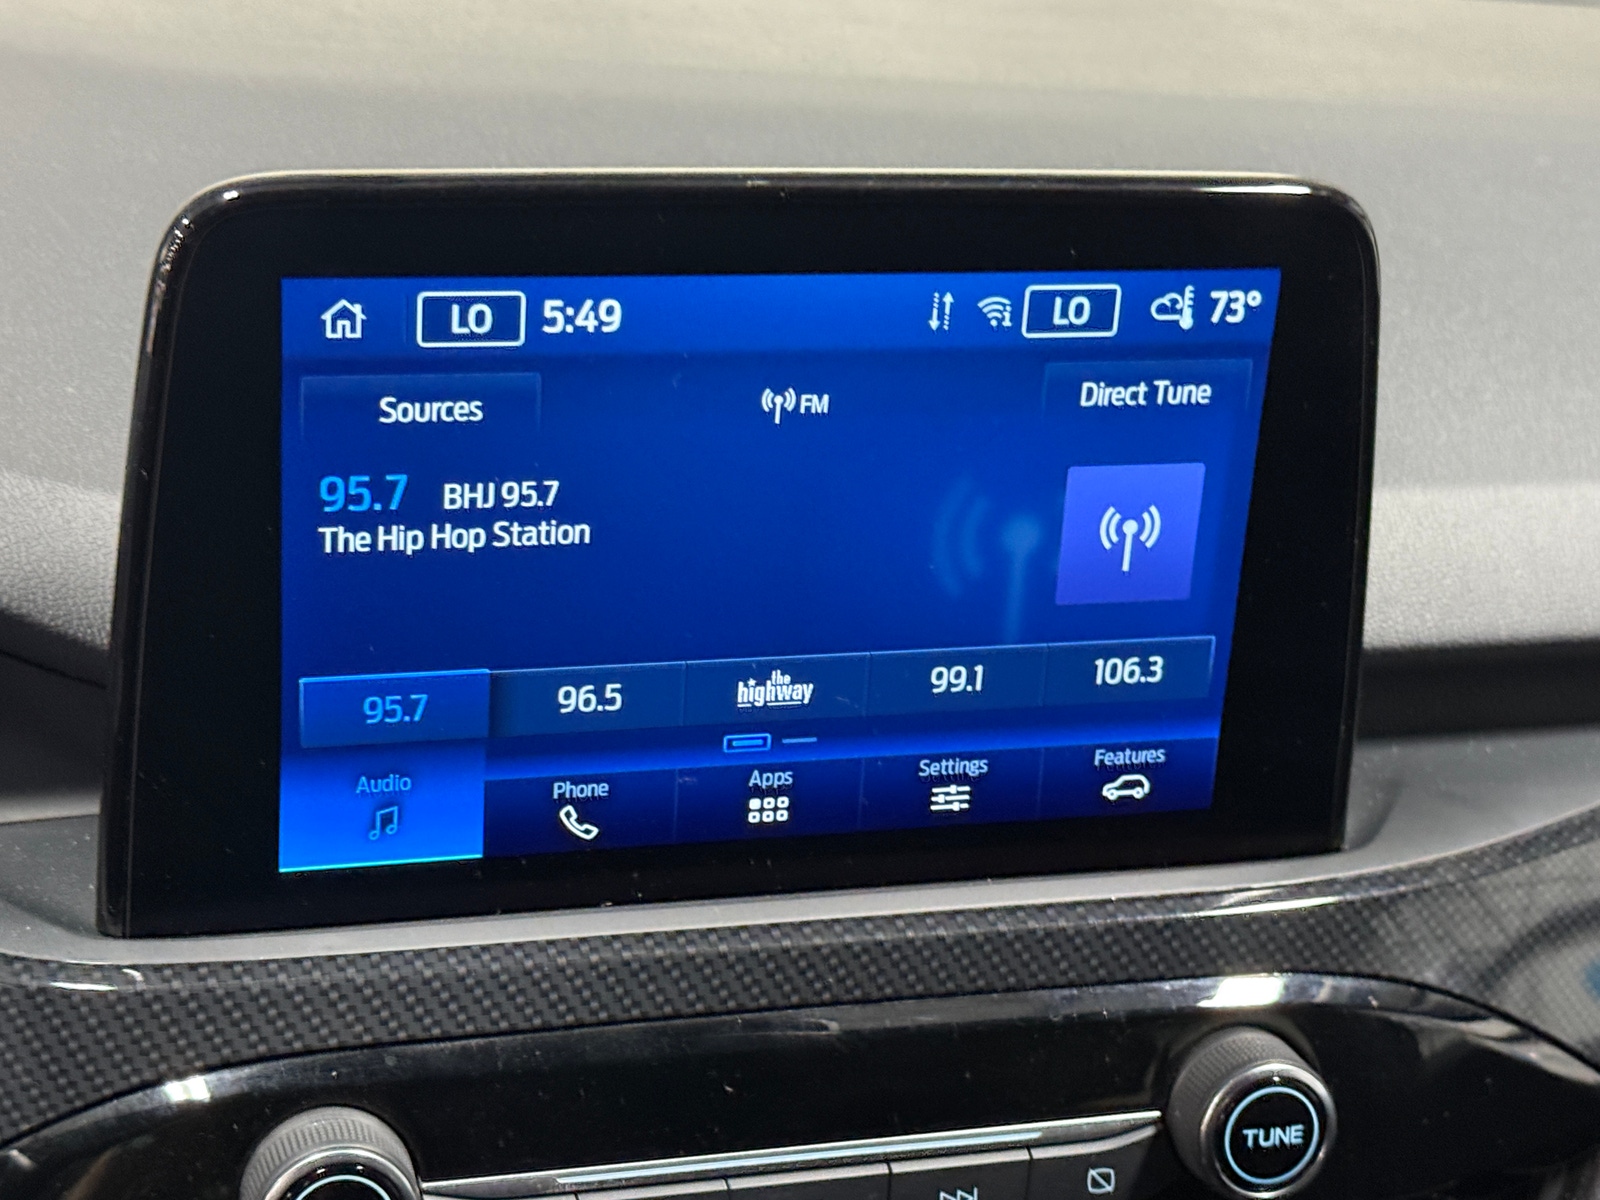 LO 5:49 LO 73°
Sources FM Direct Tune
95.7 BHJ 95.7
The Hip Hop Station
95.7 96.5 the highway 99.1 106.3
Audio Phone Apps Settings Features
TUNE